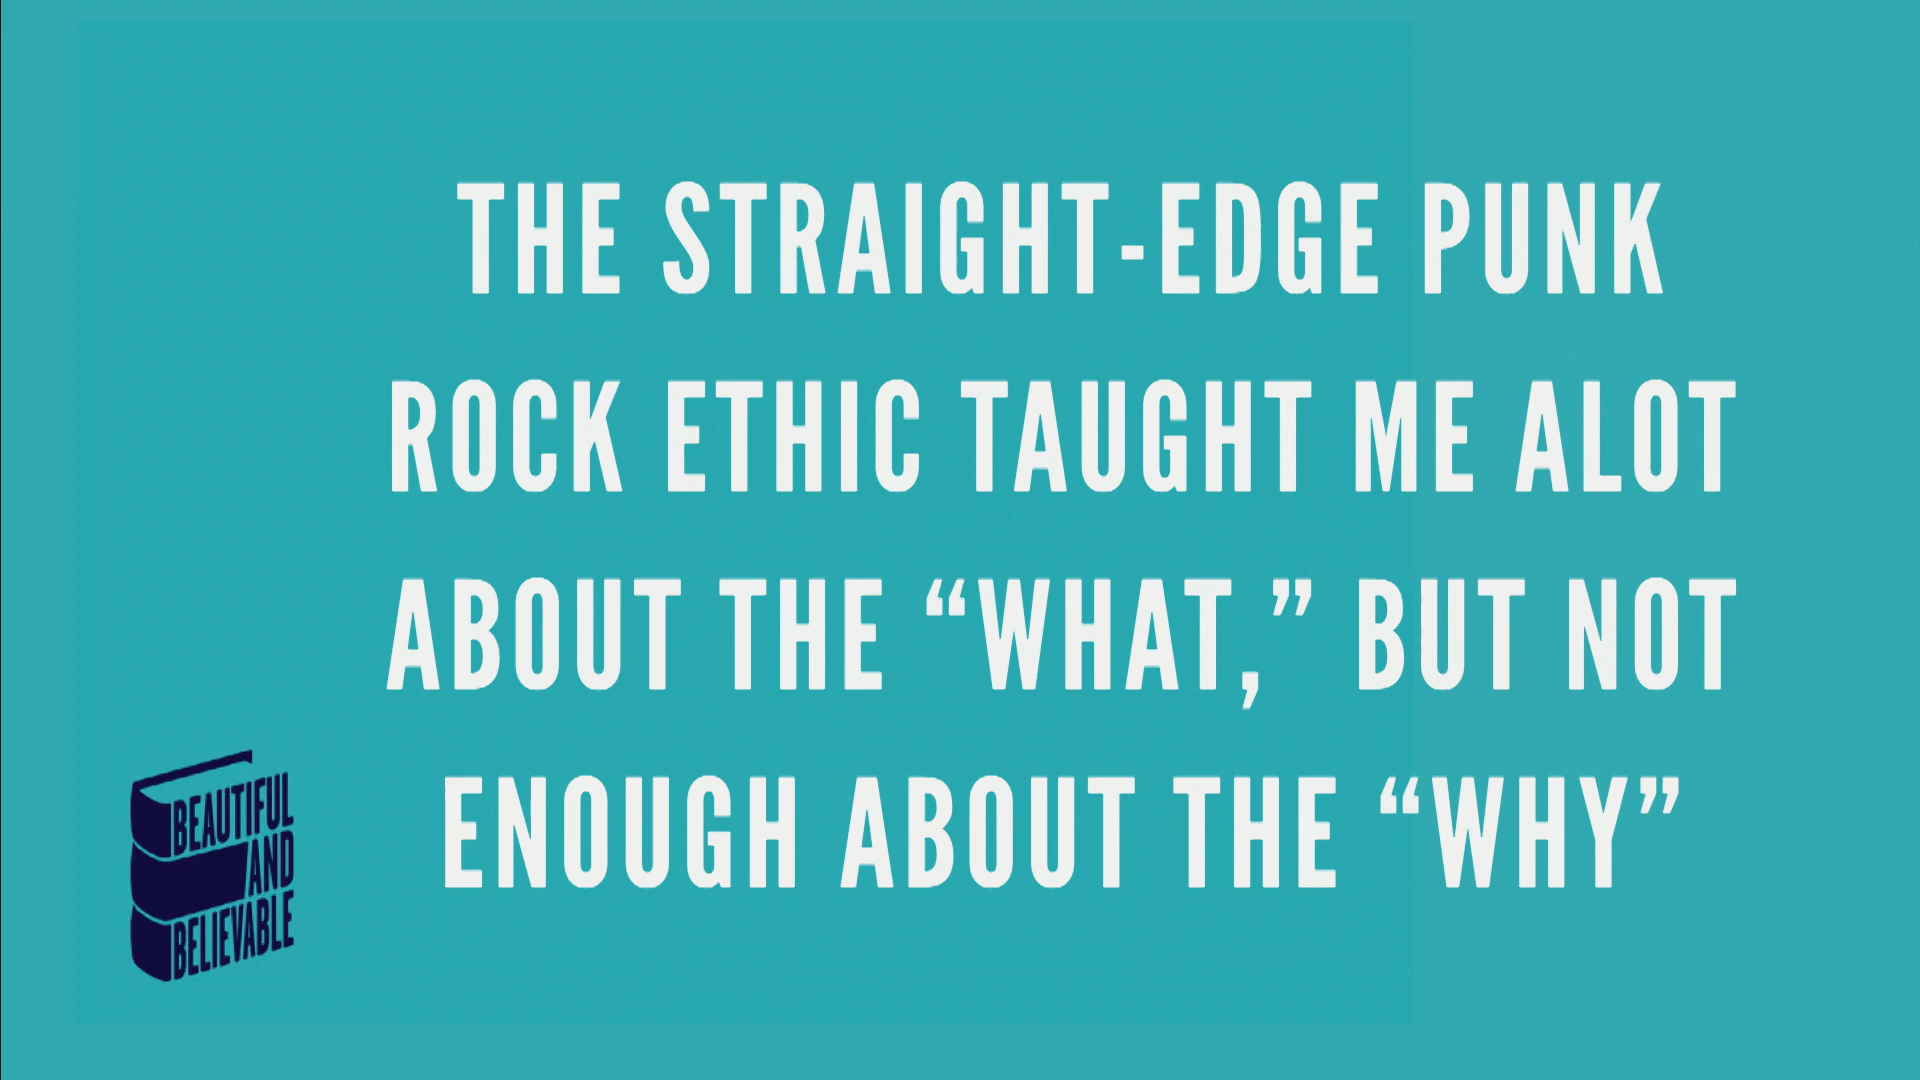 THE STRAIGHT-EDGE PUNK
ROCK ETHIC TAUGHT ME ALOT
ABOUT THE “WHAT,” BUT NOT
ENOUGH ABOUT THE “WHY”
BEAUTIFUL
AND
BELIEVABLE